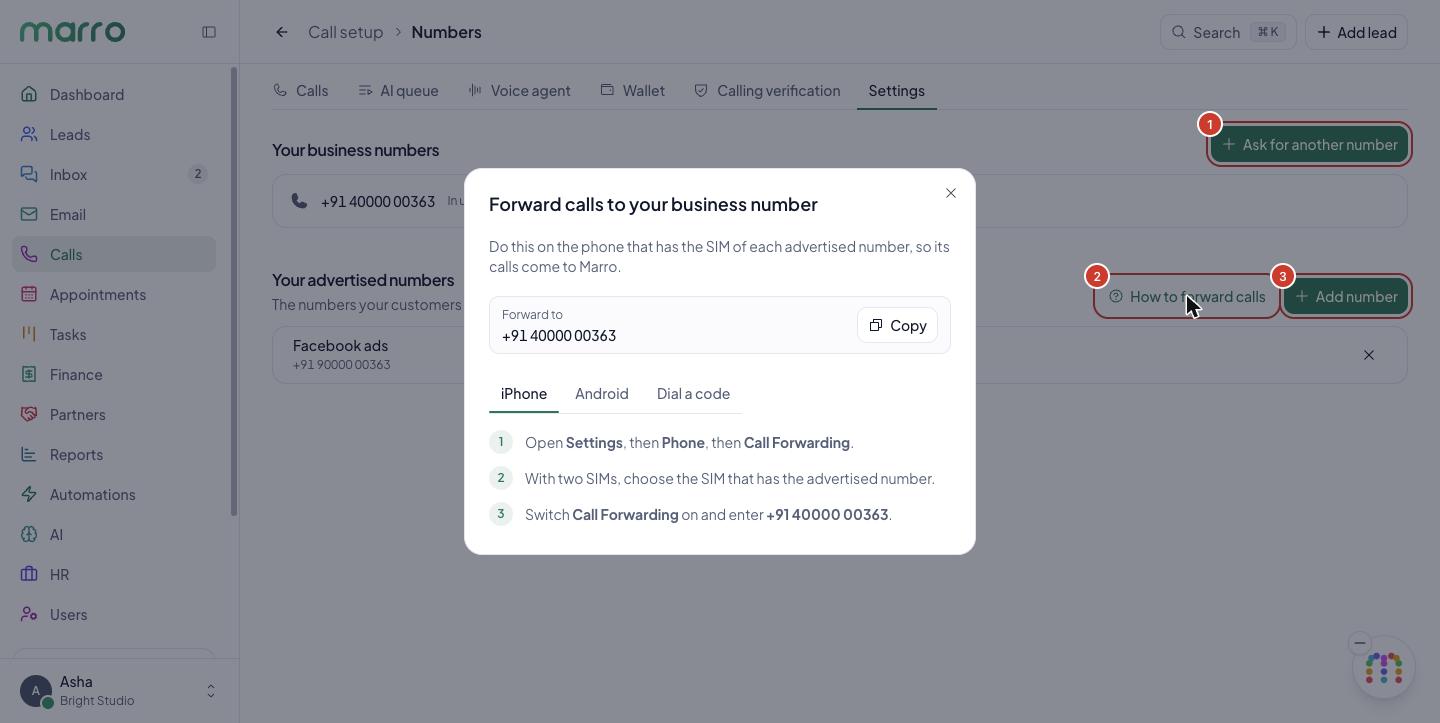 marro
Call setup > Numbers
Search ⌘ K
Add lead
Dashboard
Leads
Inbox 2
Email
Calls
Appointments
Tasks
Finance
Partners
Reports
Automations
AI
HR
Users
A
Asha
Bright Studio
Calls
AI queue
Voice agent
Wallet
Calling verification
Settings
Your business numbers
1
Ask for another number
+91 40000 00363
Your advertised numbers
The numbers your customers
2
How to forward calls
3
Add number
Facebook ads
+91 90000 00363
Forward calls to your business number
Do this on the phone that has the SIM of each advertised number, so its
calls come to Marro.
Forward to
+91 40000 00363
Copy
iPhone Android Dial a code
1 Open Settings, then Phone, then Call Forwarding.
2 With two SIMs, choose the SIM that has the advertised number.
3 Switch Call Forwarding on and enter +91 40000 00363.